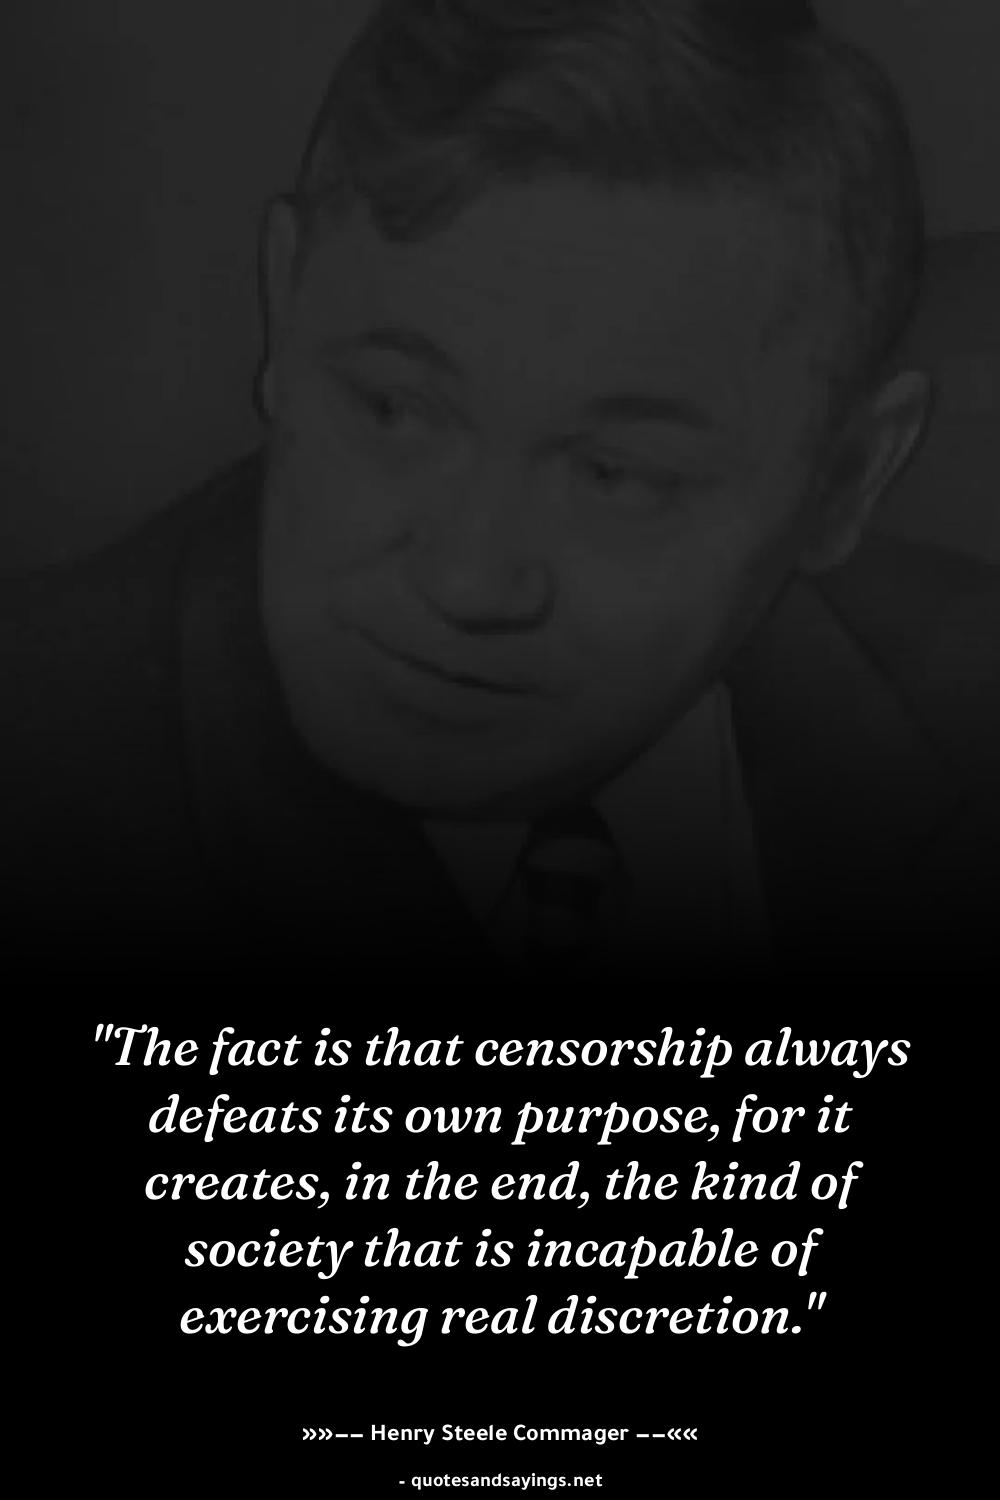 "The fact is that censorship always
defeats its own purpose, for it
creates, in the end, the kind of
society that is incapable of
exercising real discretion."
»»−− Henry Steele Commager −−««
- quotesandsayings.net